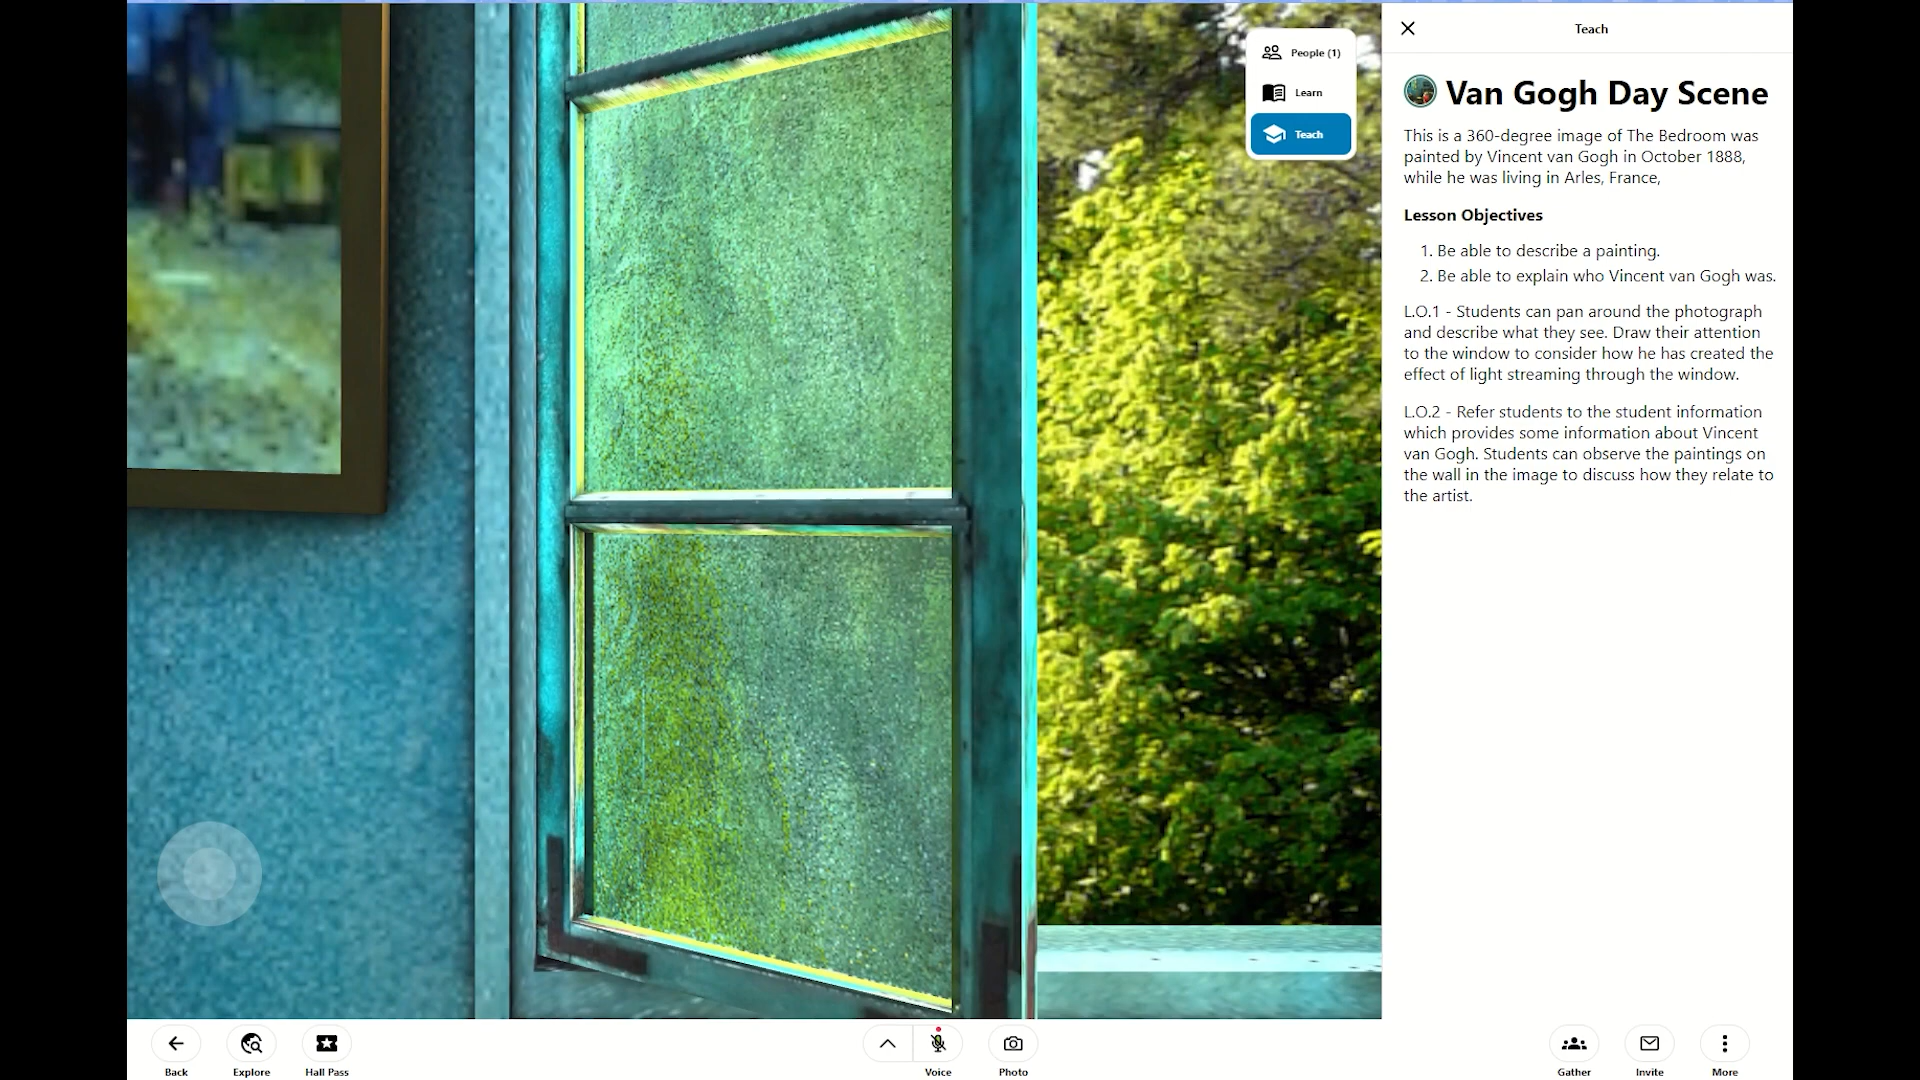 Teach
People (1)
Learn
Teach
Van Gogh Day Scene
This is a 360-degree image of The Bedroom was
painted by Vincent van Gogh in October 1888,
while he was living in Arles, France,
Lesson Objectives
1. Be able to describe a painting.
2. Be able to explain who Vincent van Gogh was.
L.O.1 - Students can pan around the photograph
and describe what they see. Draw their attention
to the window to consider how he has created the
effect of light streaming through the window.
L.O.2 - Refer students to the student information
which provides some information about Vincent
van Gogh. Students can observe the paintings on
the wall in the image to discuss how they relate to
the artist.
Back
Explore
Hall Pass
Voice
Photo
Gather
Invite
More